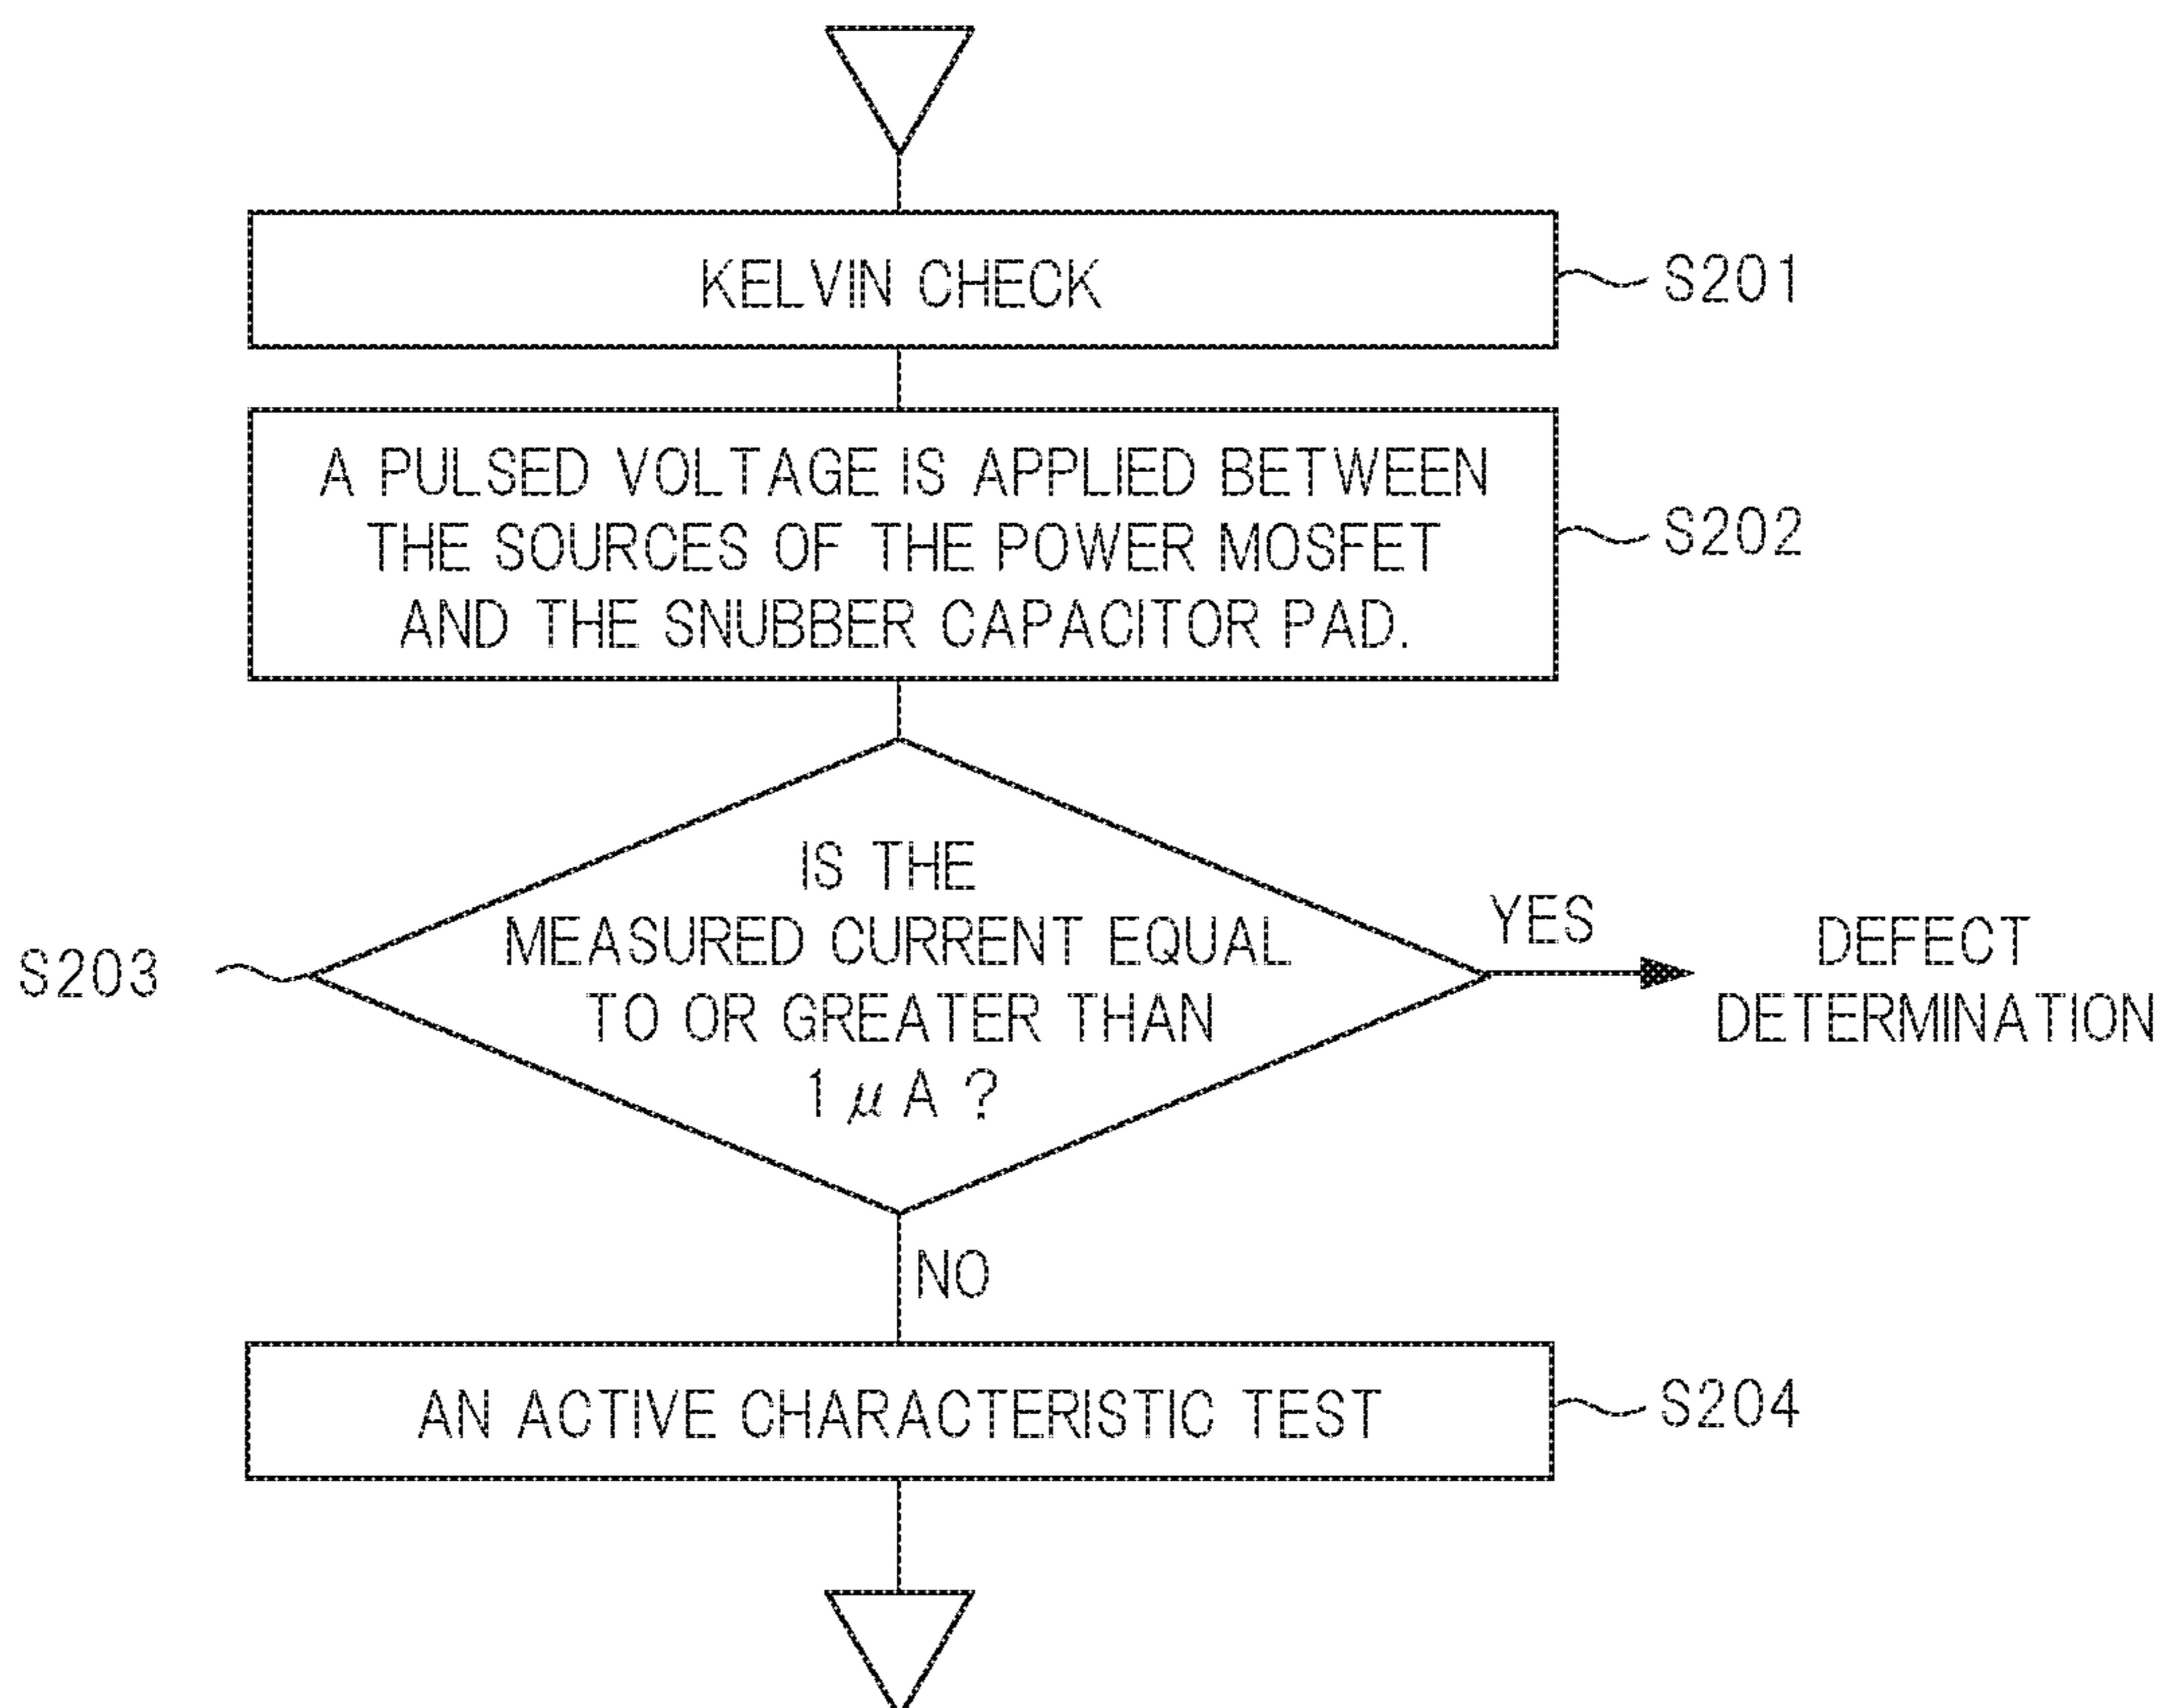 KELVIN CHECK
S201
A PULSED VOLTAGE IS APPLIED BETWEEN
THE SOURCES OF THE POWER MOSFET
AND THE SNUBBER CAPACITOR PAD.
S202
IS THE
MEASURED CURRENT EQUAL
TO OR GREATER THAN
1 μ A ?
S203
YES
DEFECT
DETERMINATION
NO
AN ACTIVE CHARACTERISTIC TEST
S204